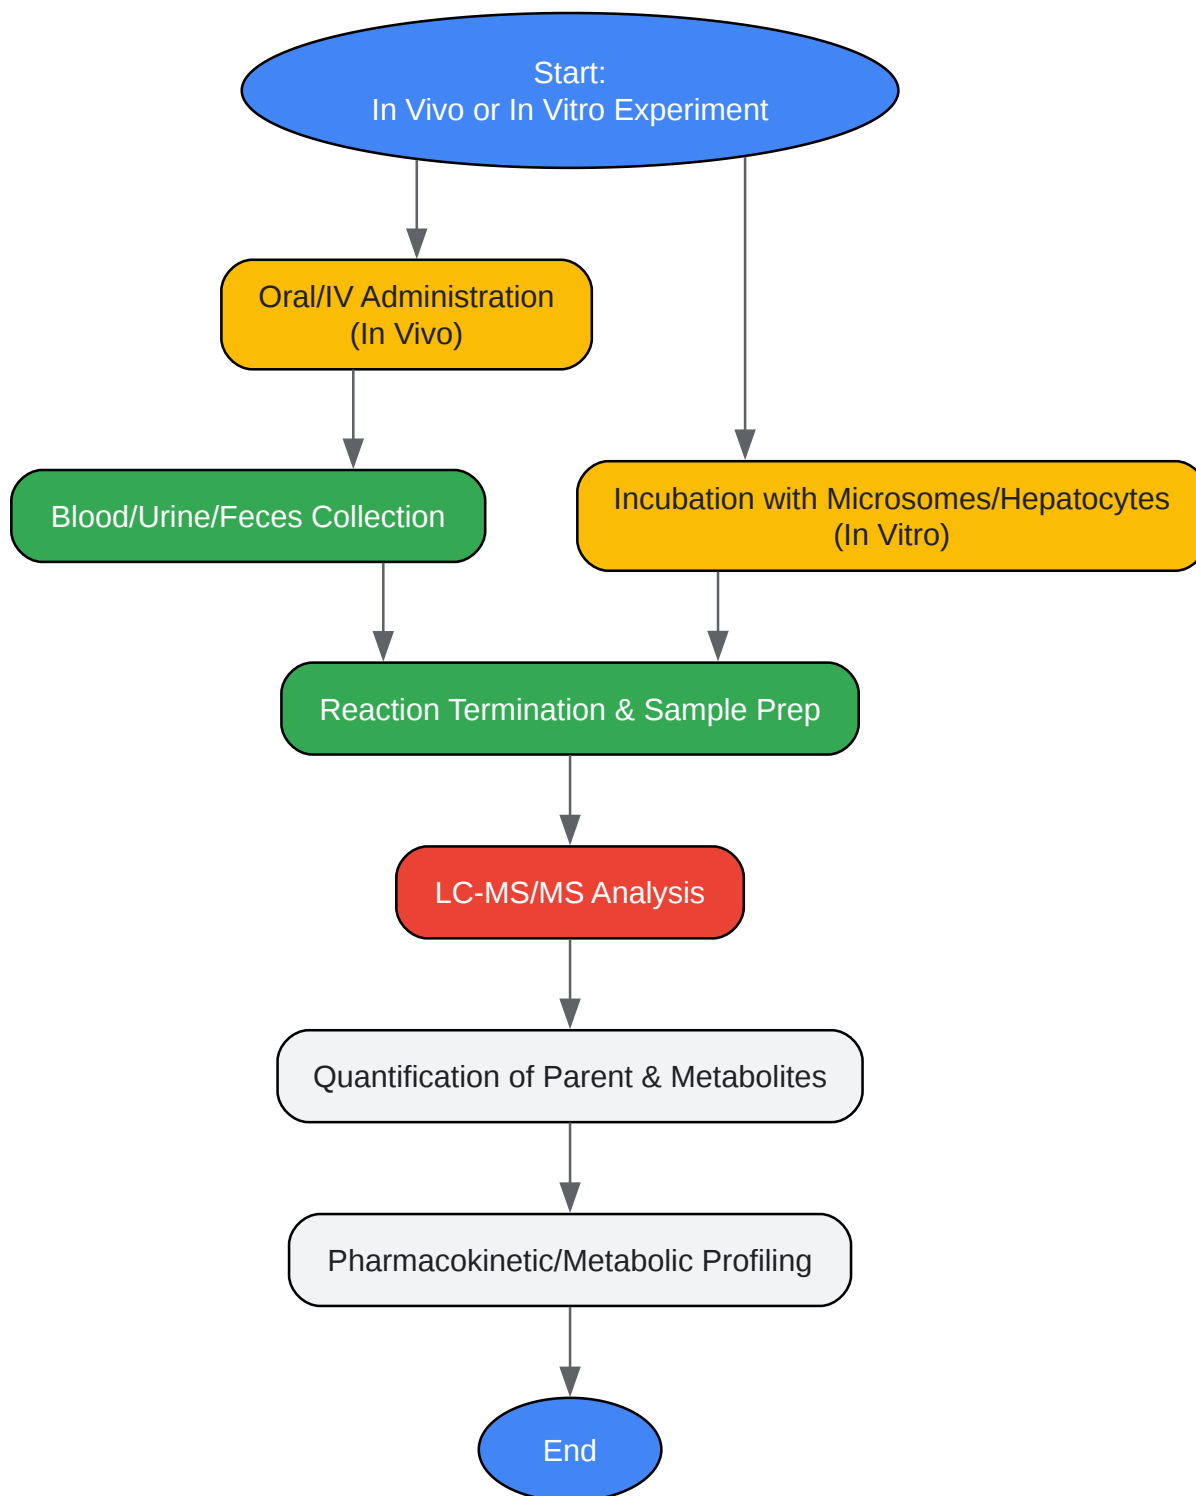 Start:
In Vivo or In Vitro Experiment
Oral/IV Administration
(In Vivo)
Blood/Urine/Feces Collection
Incubation with Microsomes/Hepatocytes
(In Vitro)
Reaction Termination & Sample Prep
LC-MS/MS Analysis
Quantification of Parent & Metabolites
Pharmacokinetic/Metabolic Profiling
End